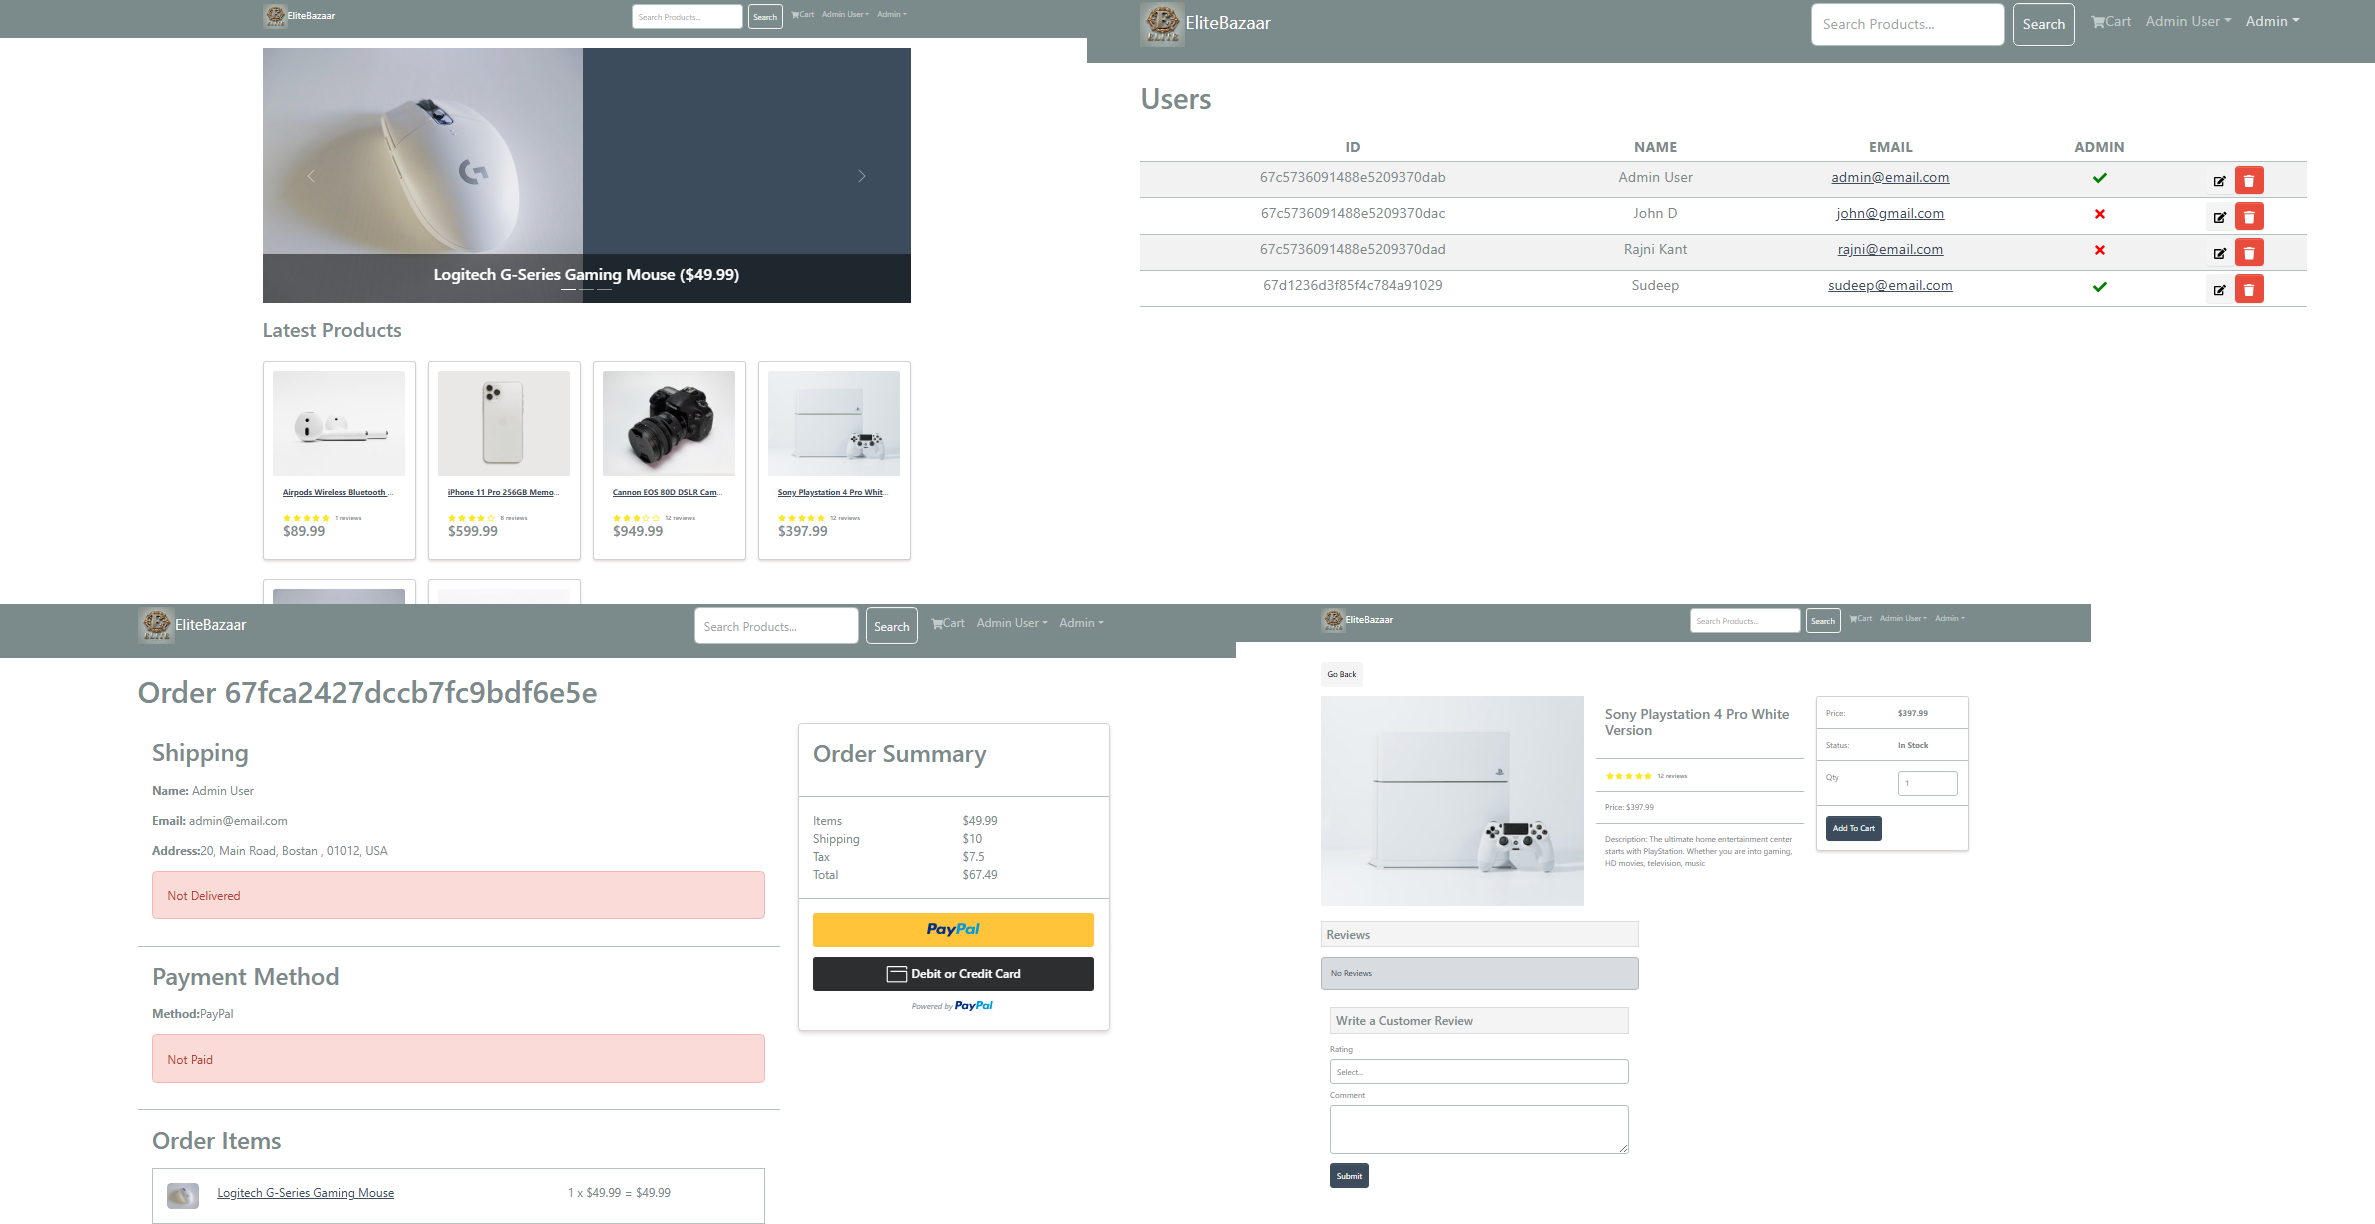 EliteBazaar
Search Products...
Search
Cart
Admin User
Admin
Logitech G-Series Gaming Mouse ($49.99)
Latest Products
Airpods Wireless Bluetooth ...
1 reviews
$89.99
iPhone 11 Pro 256GB Memo...
8 reviews
$599.99
Cannon EOS 80D DSLR Cam...
12 reviews
$949.99
Sony Playstation 4 Pro Whit...
12 reviews
$397.99
EliteBazaar
Search Products...
Search
Cart
Admin User
Admin
Users
ID NAME EMAIL ADMIN
67c5736091488e5209370dab Admin User admin@email.com
67c5736091488e5209370dac John D john@gmail.com
67c5736091488e5209370dad Rajni Kant rajni@email.com
67d1236d3f85f4c784a91029 Sudeep sudeep@email.com
ELITE
EliteBazaar
Search Products...
Search
Cart
Admin User
Admin
Order 67fca2427dccb7fc9bdf6e5e
Shipping
Name: Admin User
Email: admin@email.com
Address:20, Main Road, Bostan , 01012, USA
Not Delivered
Payment Method
Method:PayPal
Not Paid
Order Items
Logitech G-Series Gaming Mouse 1 x $49.99 = $49.99
Order Summary
Items $49.99
Shipping $10
Tax $7.5
Total $67.49
PayPal
Debit or Credit Card
Powered by PayPal
EliteBazaar
Search Products...
Search
Cart
Admin User
Admin
Go Back
Sony Playstation 4 Pro White
Version
12 reviews
Price: $397.99
Description: The ultimate home entertainment center
starts with PlayStation. Whether you are into gaming,
HD movies, television, music
Price: $397.99
Status: In Stock
Qty 1
Add To Cart
Reviews
No Reviews
Write a Customer Review
Rating
Select...
Comment
Submit